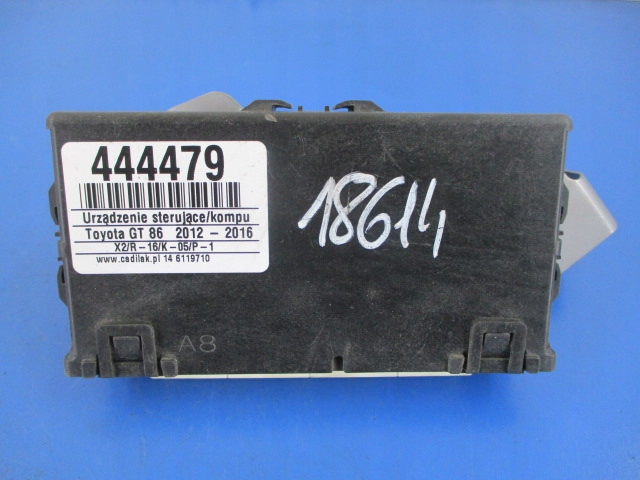 444479
Urządzenie sterujące/kompu
Toyota GT 86 2012 - 2016
X2/R - 16/K - 05/P - 1
www.cadilak.pl 14 6119710
18614
A8